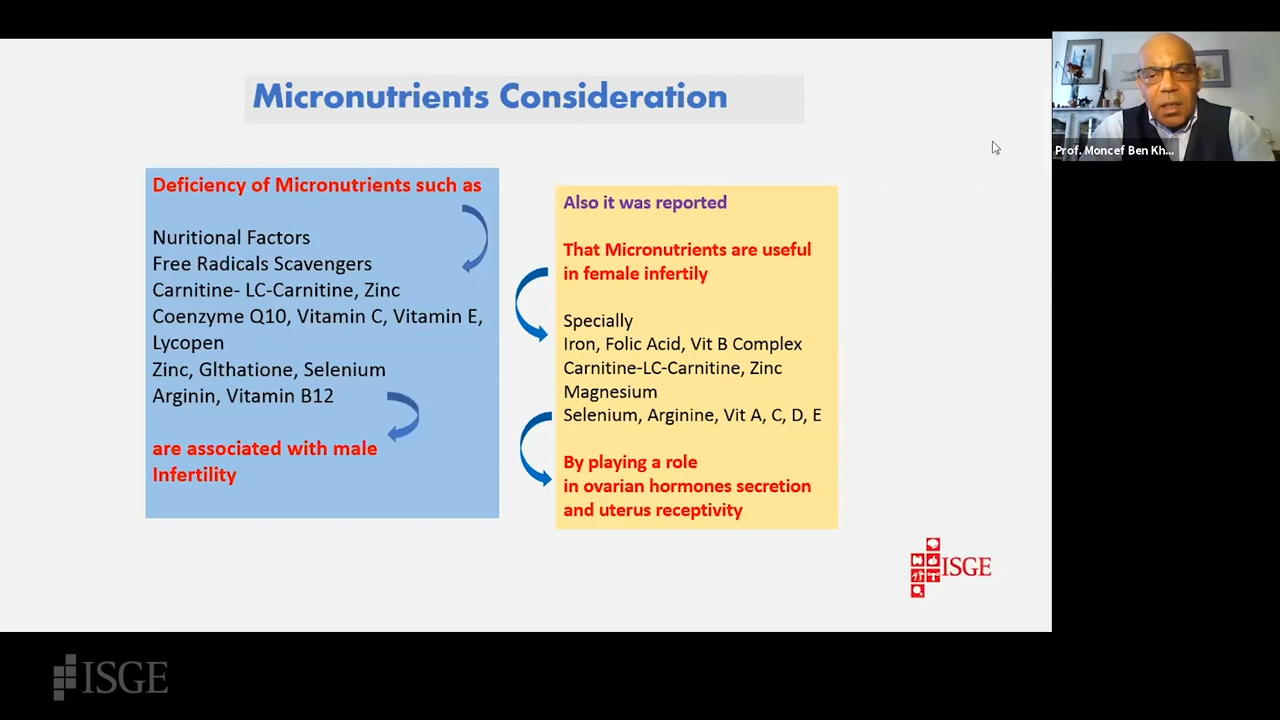 Micronutrients Consideration
Deficiency of Micronutrients such as
Nuritional Factors
Free Radicals Scavengers
Carnitine- LC-Carnitine, Zinc
Coenzyme Q10, Vitamin C, Vitamin E,
Lycopen
Zinc, Glthatione, Selenium
Arginin, Vitamin B12
are associated with male
Infertility
Also it was reported
That Micronutrients are useful
in female infertily
Specially
Iron, Folic Acid, Vit B Complex
Carnitine-LC-Carnitine, Zinc
Magnesium
Selenium, Arginine, Vit A, C, D, E
By playing a role
in ovarian hormones secretion
and uterus receptivity
ISGE
Prof. Moncef Ben Kh...
ISGE